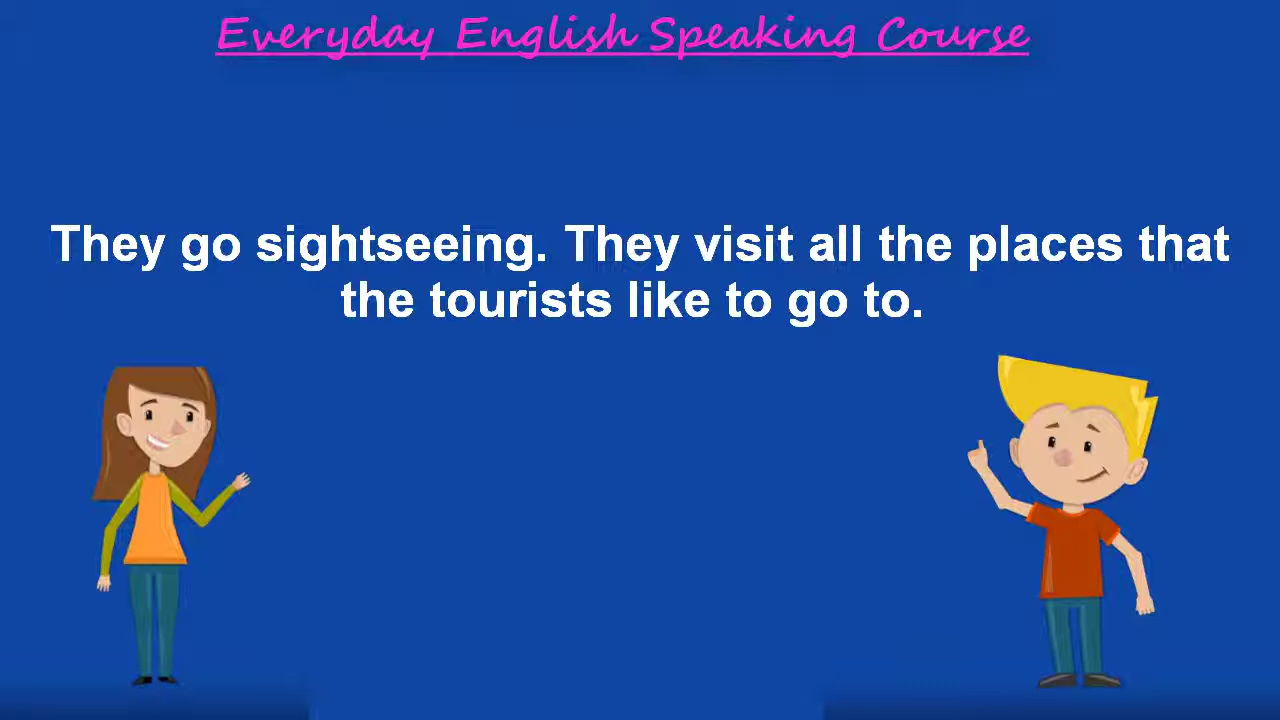 Everyday English Speaking Course
They go sightseeing. They visit all the places that
the tourists like to go to.